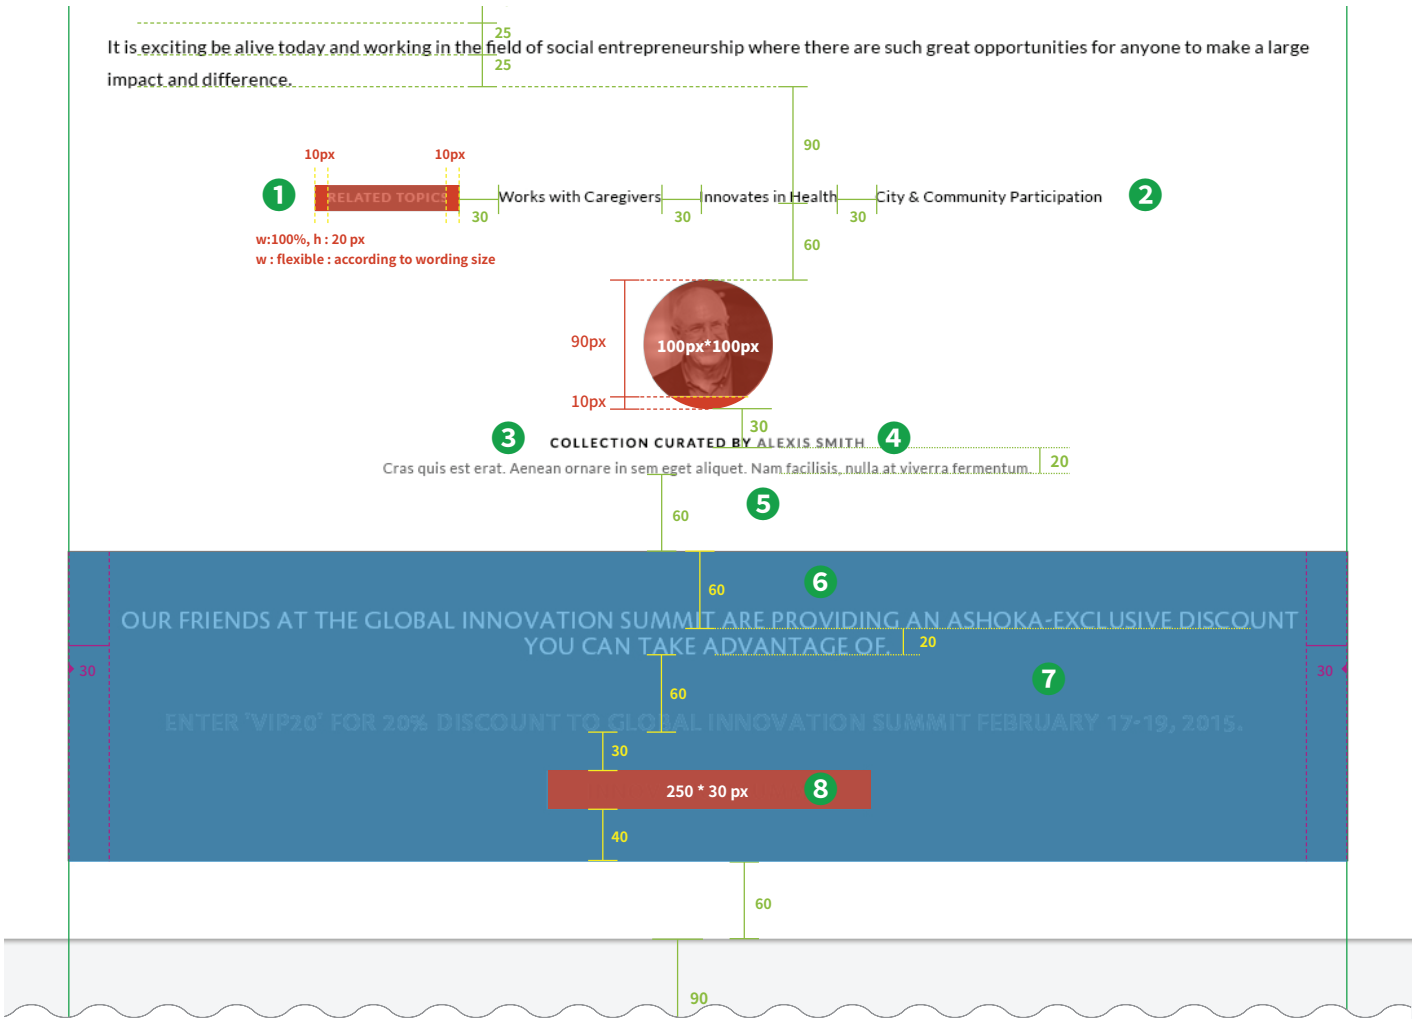 25
It is exciting be alive today and working in the field of social entrepreneurship where there are such great opportunities for anyone to make a large
25
impact and difference.
90
10px 10px
1 RELATED TOPICS Works with Caregivers Innovates in Health City & Community Participation 2
30 30 30
w:100%, h : 20 px
60
w : flexible : according to wording size
90px
100px*100px
10px
30
3 COLLECTION CURATED BY ALEXIS SMITH 4
Cras quis est erat. Aenean ornare in sem eget aliquet. Nam facilisis, nulla at viverra fermentum. 20
5
60
6
60
OUR FRIENDS AT THE GLOBAL INNOVATION SUMMIT ARE PROVIDING AN ASHOKA-EXCLUSIVE DISCOUNT
YOU CAN TAKE ADVANTAGE OF. 20
30 30
7
60
ENTER 'VIP20' FOR 20% DISCOUNT TO GLOBAL INNOVATION SUMMIT FEBRUARY 17-19, 2015.
30
250 * 30 px 8
40
60
90